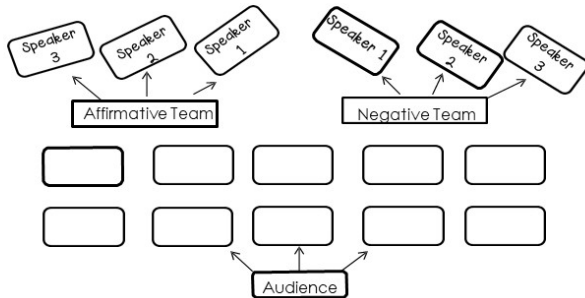 Speaker
3
Speaker
2
Speaker
1
Speaker 1
Speaker
2
Speaker
3
Affirmative Team
Negative Team
Audience